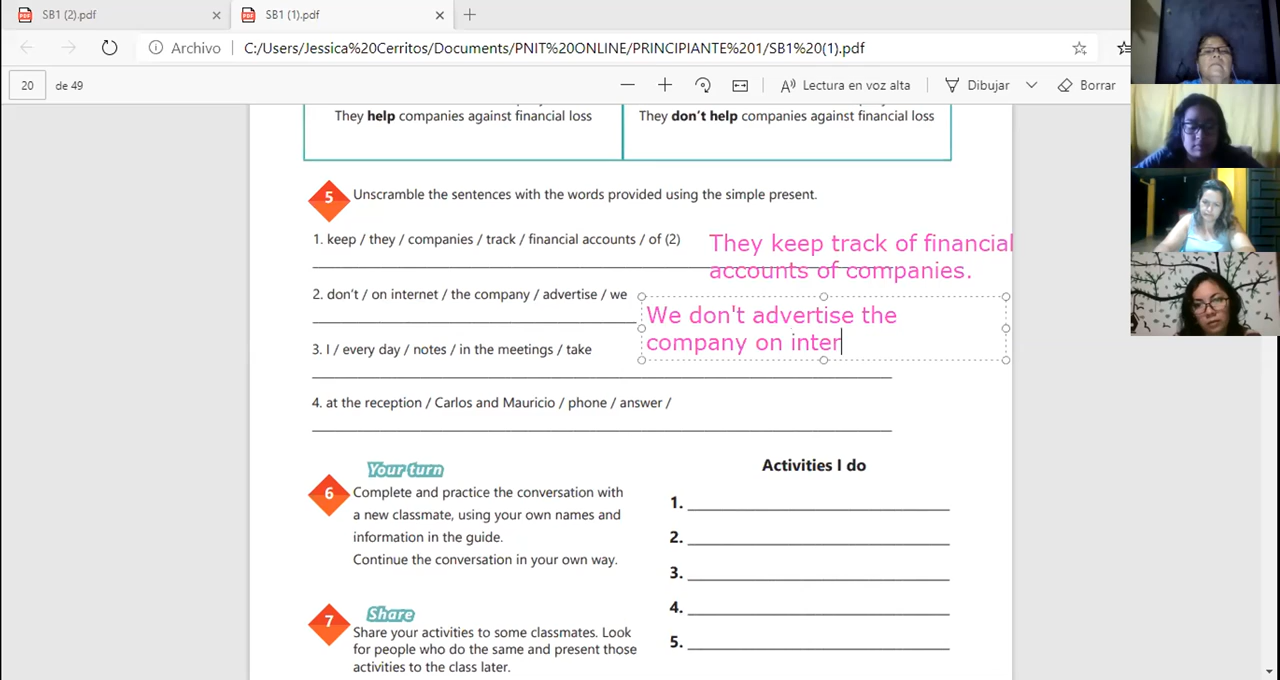 SB1 (2).pdf
SB1 (1).pdf
Archivo
C:/Users/Jessica%20Cerritos/Documents/PNIT%20ONLINE/PRINCIPIANTE%201/SB1%20(1).pdf
20 de 49
Lectura en voz alta
Dibujar
Borrar
They help companies against financial loss
They don't help companies against financial loss
5 Unscramble the sentences with the words provided using the simple present.
1. keep / they / companies / track / financial accounts / of (2)
They keep track of financial
accounts of companies.
2. don't / on internet / the company / advertise / we
We don't advertise the
company on inter
3. I / every day / notes / in the meetings / take
4. at the reception / Carlos and Mauricio / phone / answer /
Your turn
6 Complete and practice the conversation with
a new classmate, using your own names and
information in the guide.
Continue the conversation in your own way.
Activities I do
1.
2.
3.
4.
5.
Share
7 Share your activities to some classmates. Look
for people who do the same and present those
activities to the class later.